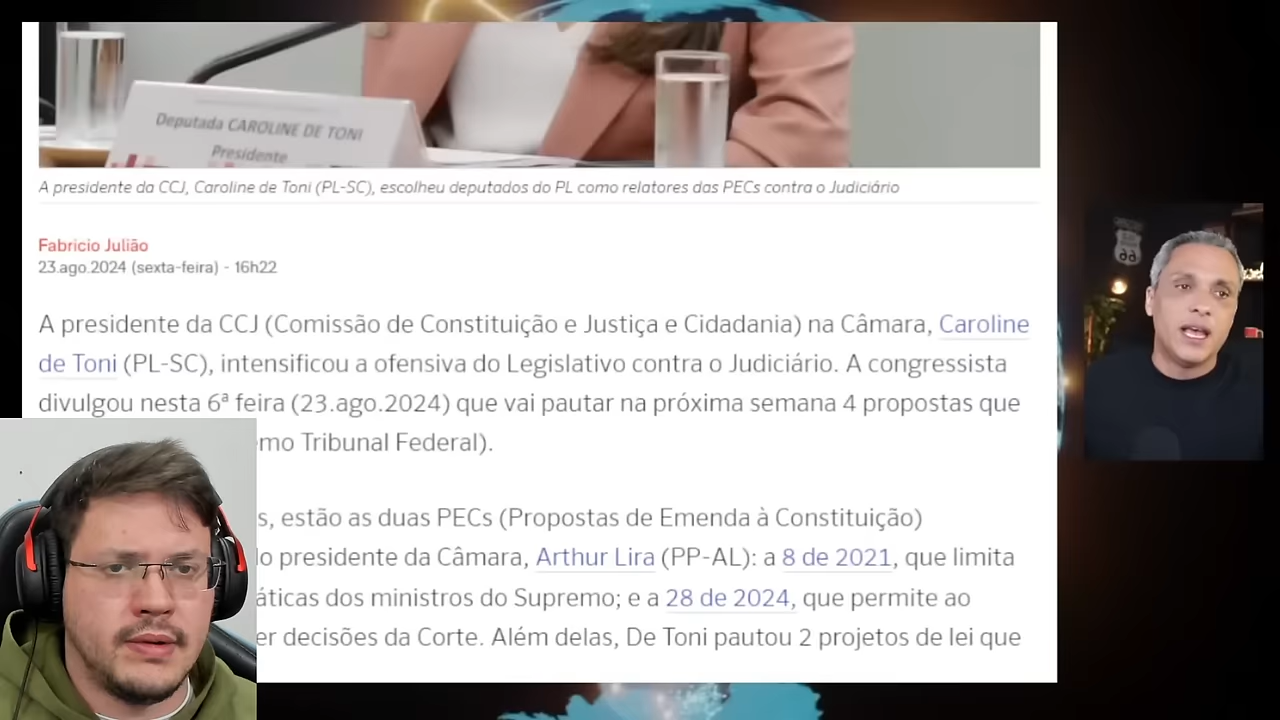 Deputada CAROLINE DE TONI
Presidente
A presidente da CCJ, Caroline de Toni (PL-SC), escolheu deputados do PL como relatores das PECs contra o Judiciário
Fabricio Julião
23.ago.2024 (sexta-feira) - 16h22
A presidente da CCJ (Comissão de Constituição e Justiça e Cidadania) na Câmara, Caroline
de Toni (PL-SC), intensificou a ofensiva do Legislativo contra o Judiciário. A congressista
divulgou nesta 6ª feira (23.ago.2024) que vai pautar na próxima semana 4 propostas que
emo Tribunal Federal).
s, estão as duas PECs (Propostas de Emenda à Constituição)
lo presidente da Câmara, Arthur Lira (PP-AL): a 8 de 2021, que limita
áticas dos ministros do Supremo; e a 28 de 2024, que permite ao
er decisões da Corte. Além delas, De Toni pautou 2 projetos de lei que
66